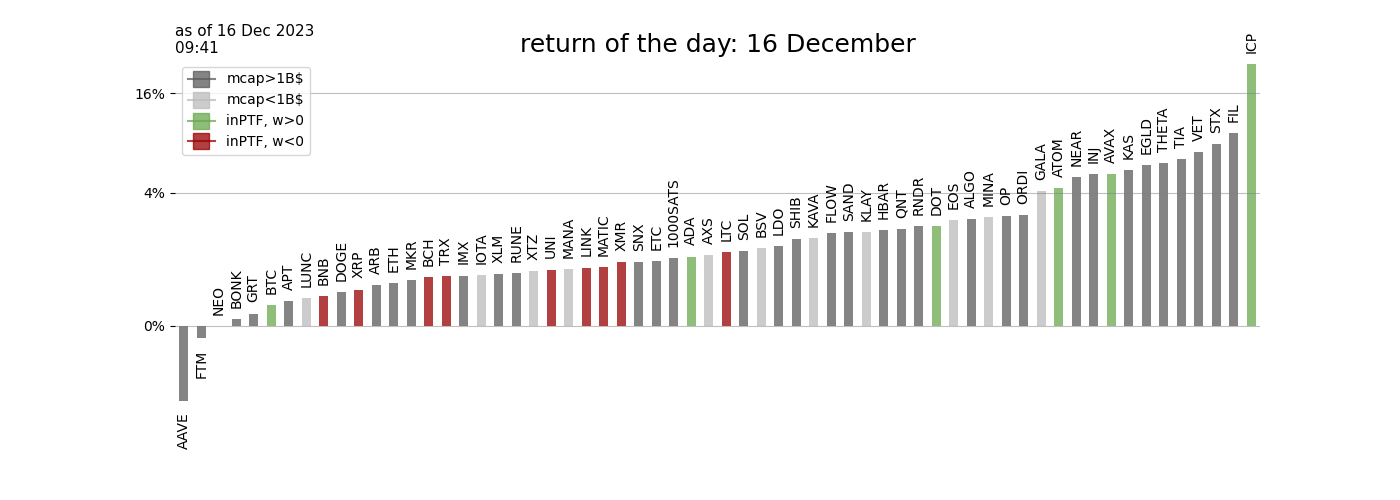 as of 16 Dec 2023
09:41
return of the day: 16 December
mcap>1B$
mcap<1B$
inPTF, w>0
inPTF, w<0
16%
4%
0%
AAVE
FTM
NEO
BONK
GRT
BTC
APT
LUNC
BNB
DOGE
XRP
ARB
ETH
MKR
BCH
TRX
IMX
IOTA
XLM
RUNE
XTZ
UNI
MANA
LINK
MATIC
XMR
SNX
ETC
1000SATS
ADA
AXS
LTC
SOL
BSV
LDO
SHIB
KAVA
FLOW
SAND
KLAY
HBAR
QNT
RNDR
DOT
EOS
ALGO
MINA
OP
ORDI
GALA
ATOM
NEAR
INJ
AVAX
KAS
EGLD
THETA
TIA
VET
STX
FIL
ICP